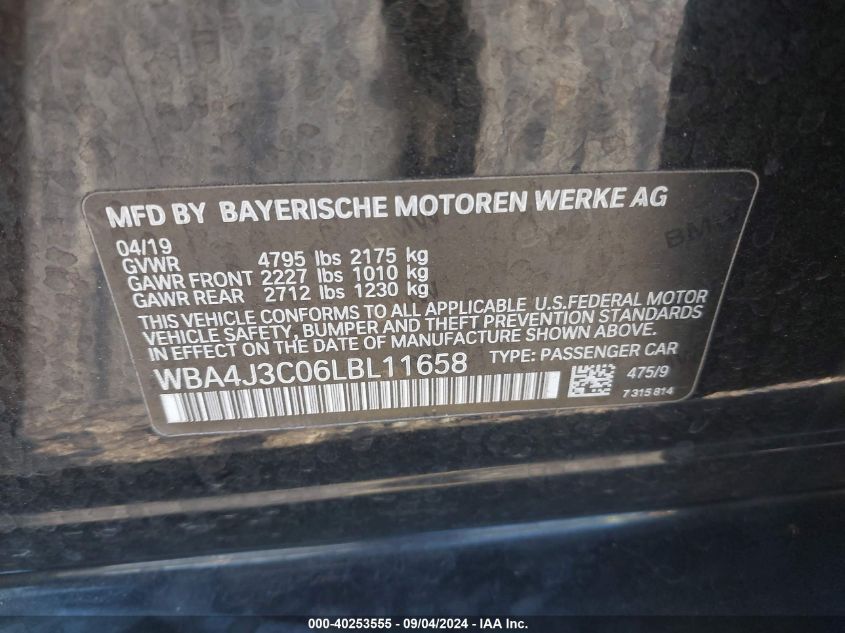 MFD BY BAYERISCHE MOTOREN WERKE AG
04/19
GVWR 4795 lbs 2175 kg
GAWR FRONT 2227 lbs 1010 kg
GAWR REAR 2712 lbs 1230 kg
THIS VEHICLE CONFORMS TO ALL APPLICABLE U.S.FEDERAL MOTOR
VEHICLE SAFETY, BUMPER AND THEFT PREVENTION STANDARDS
IN EFFECT ON THE DATE OF MANUFACTURE SHOWN ABOVE.
WBA4J3C06LBL11658 TYPE: PASSENGER CAR
475/9
7 315 814
000-40253555 - 09/04/2024 - IAA Inc.